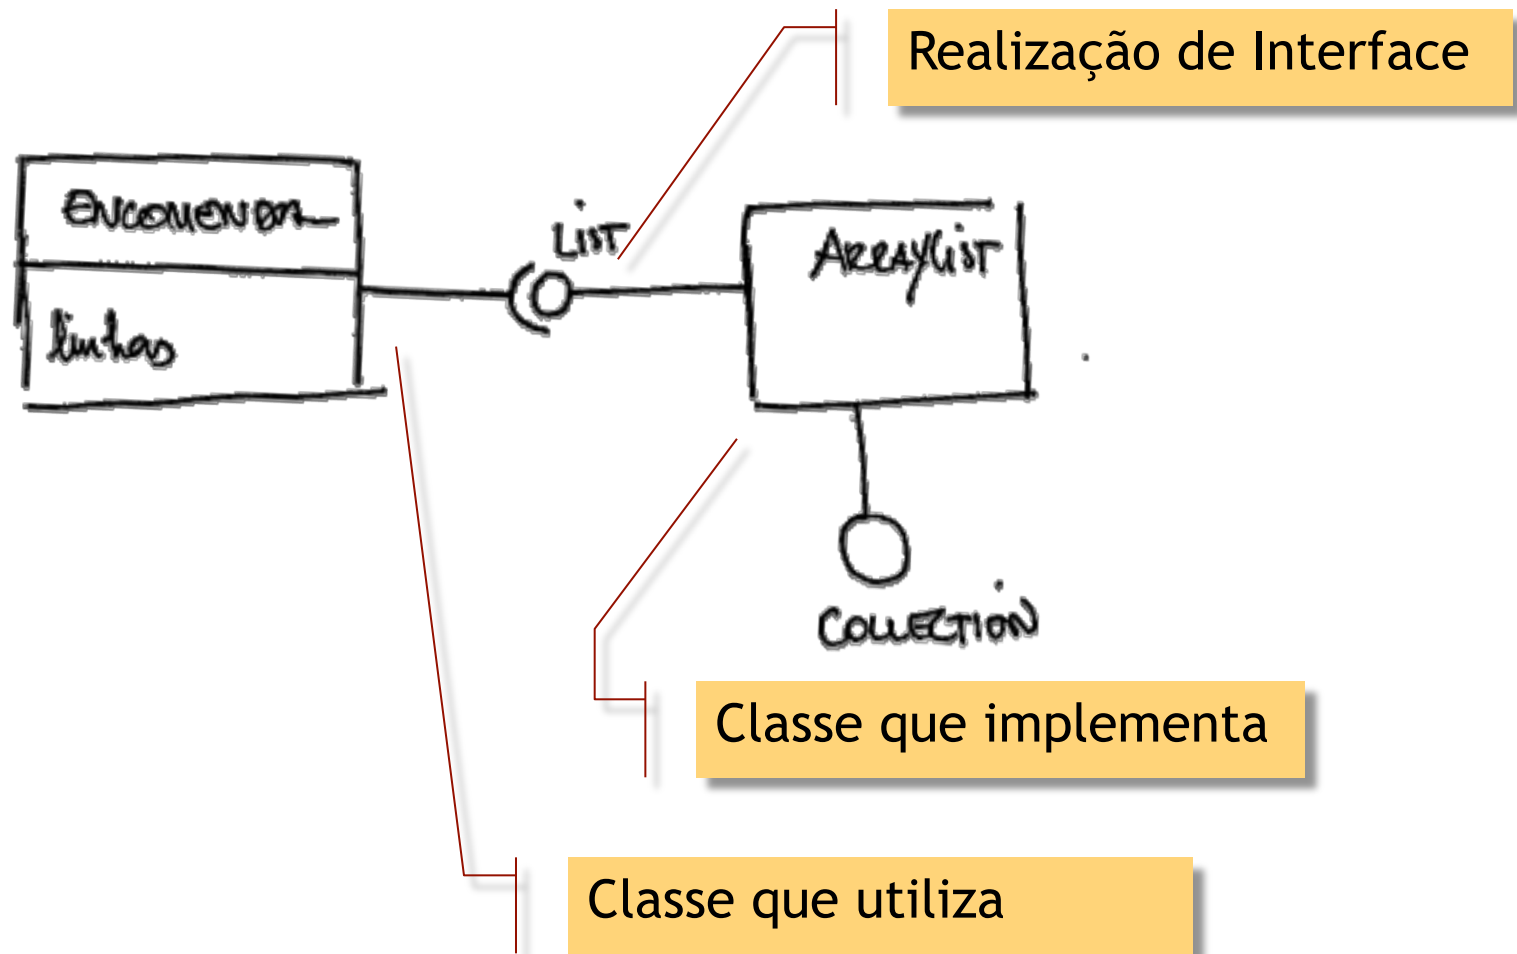 Realização de Interface
ENCOMENDA
LIST
ARRAYLIST
linhas
COLLECTION
Classe que implementa
Classe que utiliza